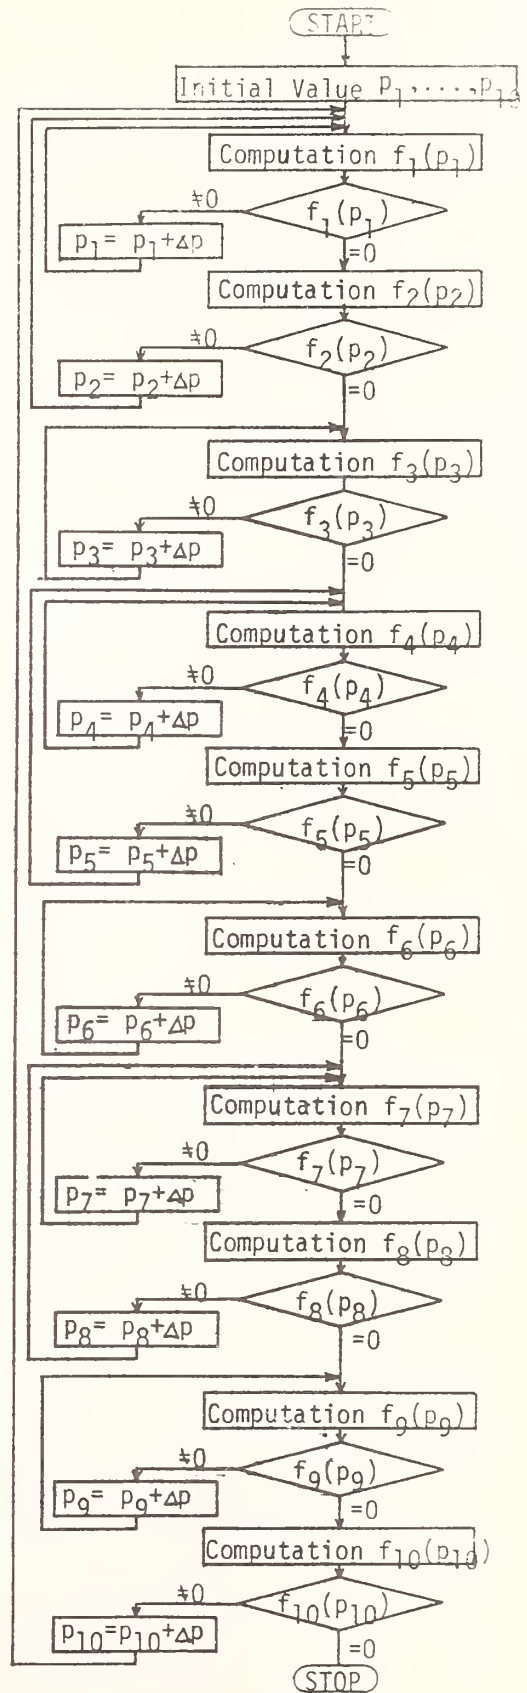 START
Initial Value p₁,...,p₁₀
Computation f₁(p₁)
≠0
f₁(p₁)
p₁= p₁+Δp
=0
Computation f₂(p₂)
≠0
f₂(p₂)
p₂= p₂+Δp
=0
Computation f₃(p₃)
≠0
f₃(p₃)
p₃= p₃+Δp
=0
Computation f₄(p₄)
≠0
f₄(p₄)
p₄= p₄+Δp
=0
Computation f₅(p₅)
≠0
f₅(p₅)
p₅= p₅+Δp
=0
Computation f₆(p₆)
≠0
f₆(p₆)
p₆= p₆+Δp
=0
Computation f₇(p₇)
≠0
f₇(p₇)
p₇= p₇+Δp
=0
Computation f₈(p₈)
≠0
f₈(p₈)
p₈= p₈+Δp
=0
Computation f₉(p₉)
≠0
f₉(p₉)
p₉= p₉+Δp
=0
Computation f₁₀(p₁₀)
≠0
f₁₀(p₁₀)
p₁₀=p₁₀+Δp
=0
STOP